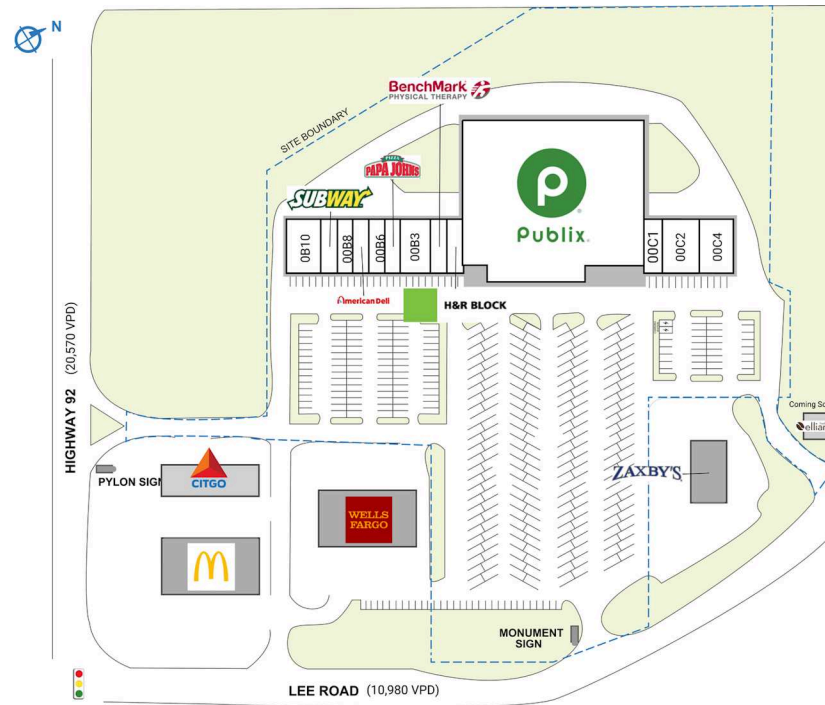 N
BenchMark
PHYSICAL THERAPY
SITE BOUNDARY
PIZZA
PAPA JOHNS
SUBWAY
P
Publix.
0B10
00B8
00B6
00B3
00C1
00C2
00C4
American Deli
H&R BLOCK
HIGHWAY 92 (20,570 VPD)
Coming So
ellian
ZAXBY'S
PYLON SIGN
CITGO
WELLS
FARGO
MONUMENT
SIGN
LEE ROAD (10,980 VPD)